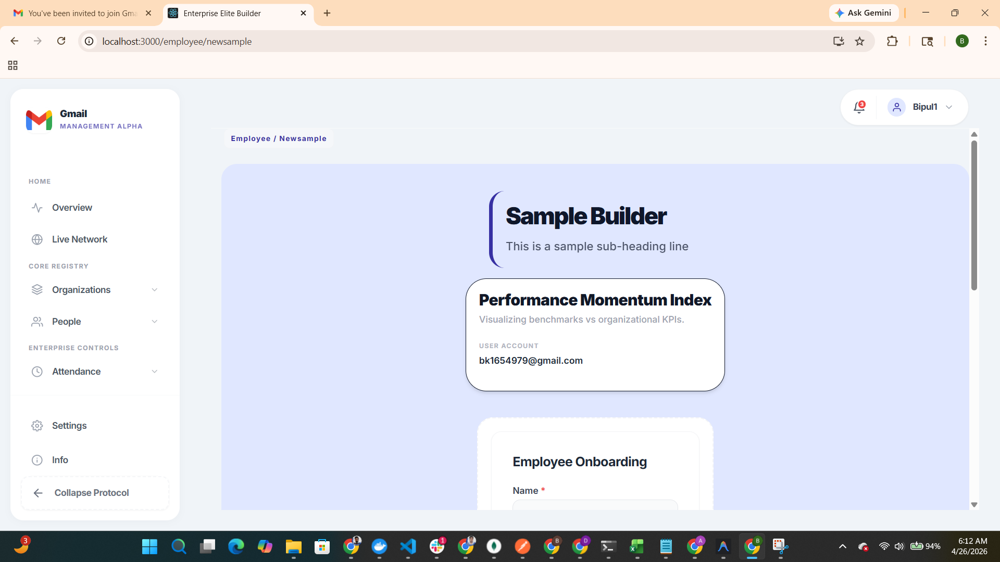 You've been invited to join Gma
Enterprise Elite Builder
Ask Gemini
localhost:3000/employee/newsample
B
Gmail
MANAGEMENT ALPHA
3
Bipul1
Employee / Newsample
HOME
Overview
Live Network
CORE REGISTRY
Organizations
People
ENTERPRISE CONTROLS
Attendance
Settings
Info
Collapse Protocol
Sample Builder
This is a sample sub-heading line
Performance Momentum Index
Visualizing benchmarks vs organizational KPIs.
USER ACCOUNT
bk1654979@gmail.com
Employee Onboarding
Name *
3
1
B
D
A
B
94%
6:12 AM
4/26/2026